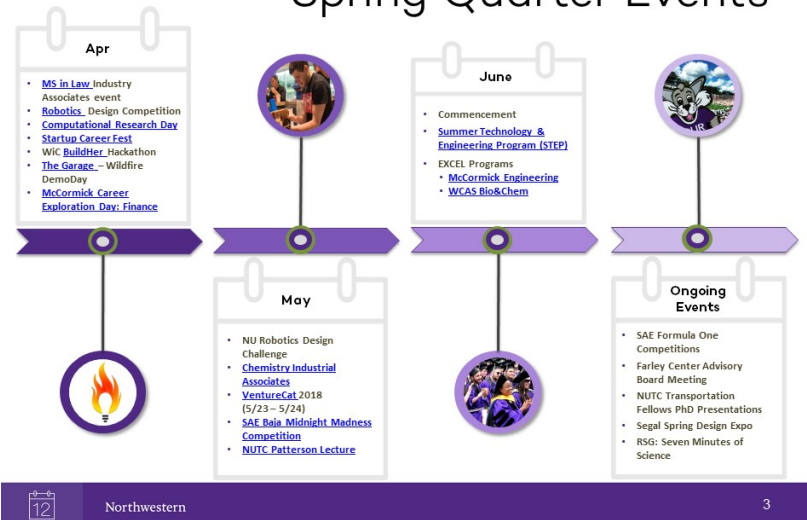 Spring Quarter Events
Apr
• MS in Law Industry
Associates event
• Robotics Design Competition
• Computational Research Day
• Startup Career Fest
• WiC BuildHer Hackathon
• The Garage – Wildfire
DemoDay
• McCormick Career
Exploration Day: Finance
May
• NU Robotics Design
Challenge
• Chemistry Industrial
Associates
• VentureCat 2018
(5/23 – 5/24)
• SAE Baja Midnight Madness
Competition
• NUTC Patterson Lecture
June
• Commencement
• Summer Technology &
Engineering Program (STEP)
• EXCEL Programs
• McCormick Engineering
• WCAS Bio&Chem
Ongoing
Events
• SAE Formula One
Competitions
• Farley Center Advisory
Board Meeting
• NUTC Transportation
Fellows PhD Presentations
• Segal Spring Design Expo
• RSG: Seven Minutes of
Science
12
Northwestern
3